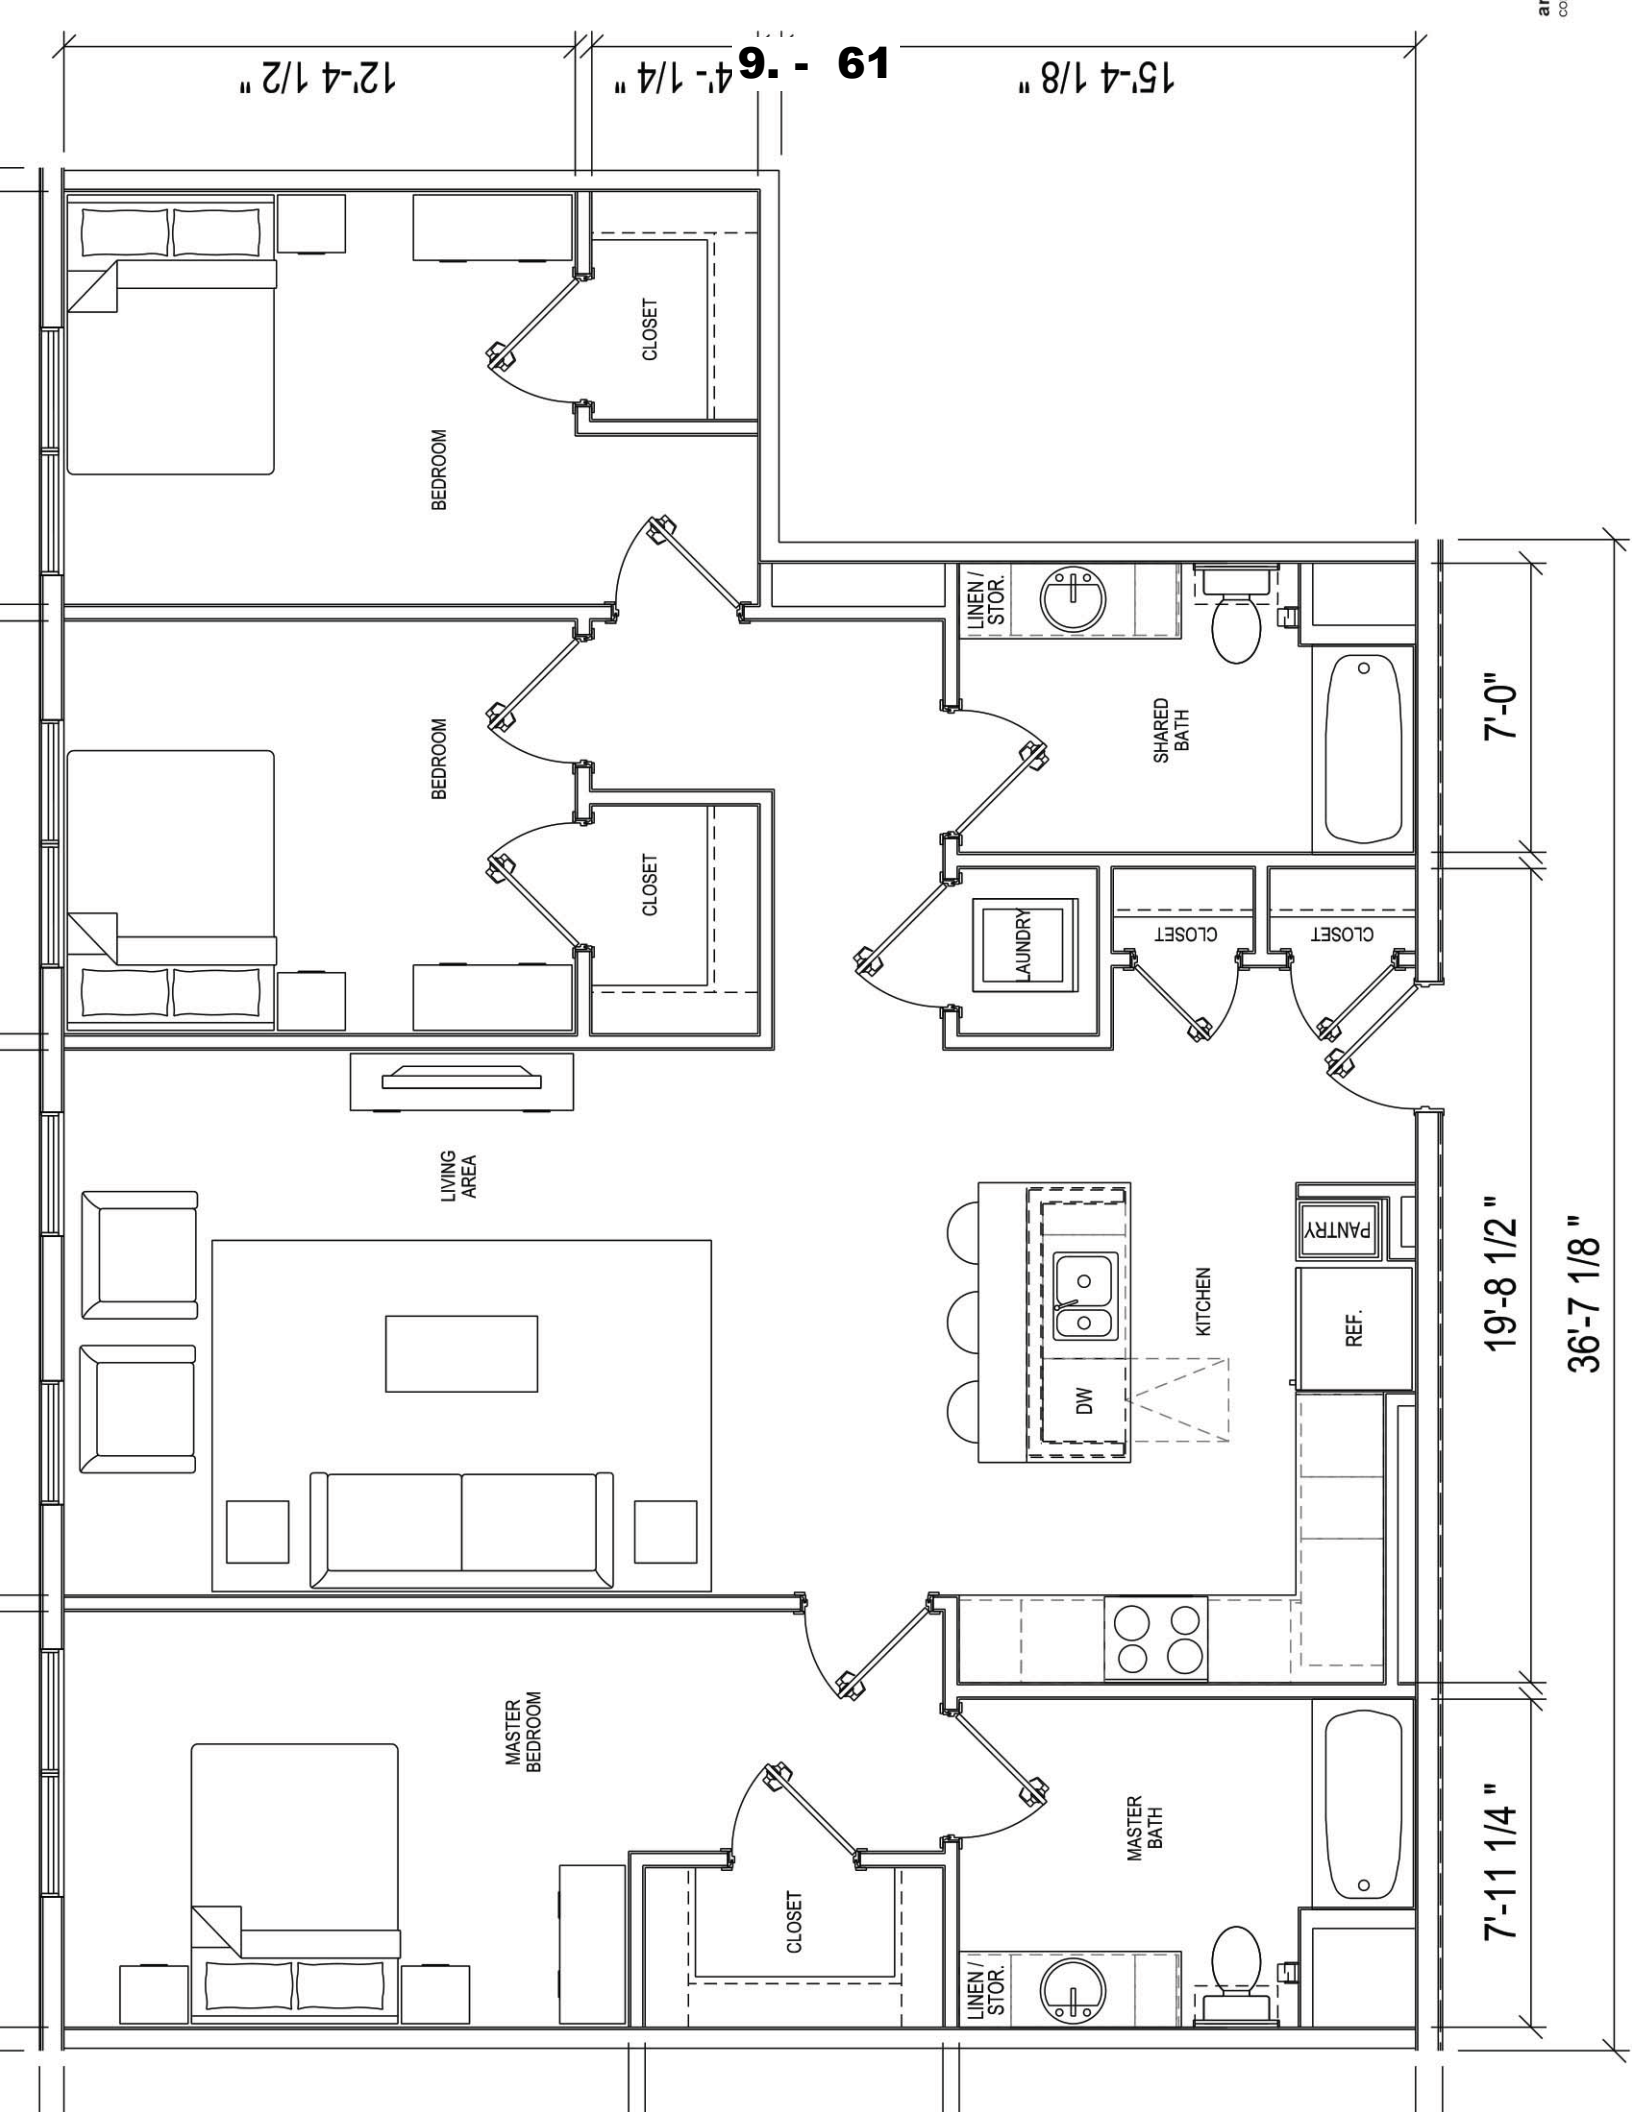 12'-4 1/2 "
4'- 1/4 "
9. - 61
15'-4 1/8 "
CLOSET
BEDROOM
LINEN /
STOR.
SHARED
BATH
7'-0"
BEDROOM
CLOSET
LAUNDRY
CLOSET
CLOSET
LIVING
AREA
PANTRY
KITCHEN
REF.
DW
19'-8 1/2 "
36'-7 1/8 "
MASTER
BEDROOM
MASTER
BATH
CLOSET
LINEN /
STOR.
7'-11 1/4 "